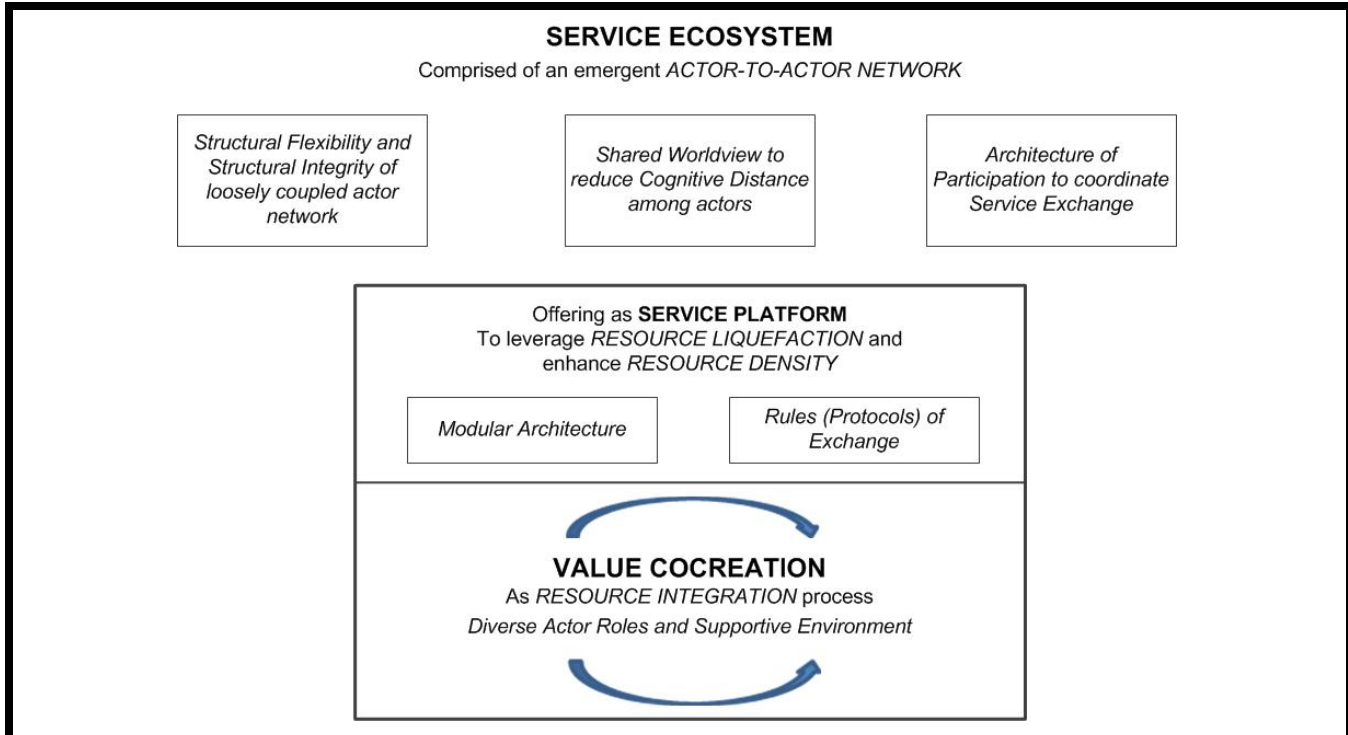 SERVICE ECOSYSTEM
Comprised of an emergent ACTOR-TO-ACTOR NETWORK
Structural Flexibility and
Structural Integrity of
loosely coupled actor
network
Shared Worldview to
reduce Cognitive Distance
among actors
Architecture of
Participation to coordinate
Service Exchange
Offering as SERVICE PLATFORM
To leverage RESOURCE LIQUEFACTION and
enhance RESOURCE DENSITY
Modular Architecture
Rules (Protocols) of
Exchange
VALUE COCREATION
As RESOURCE INTEGRATION process
Diverse Actor Roles and Supportive Environment